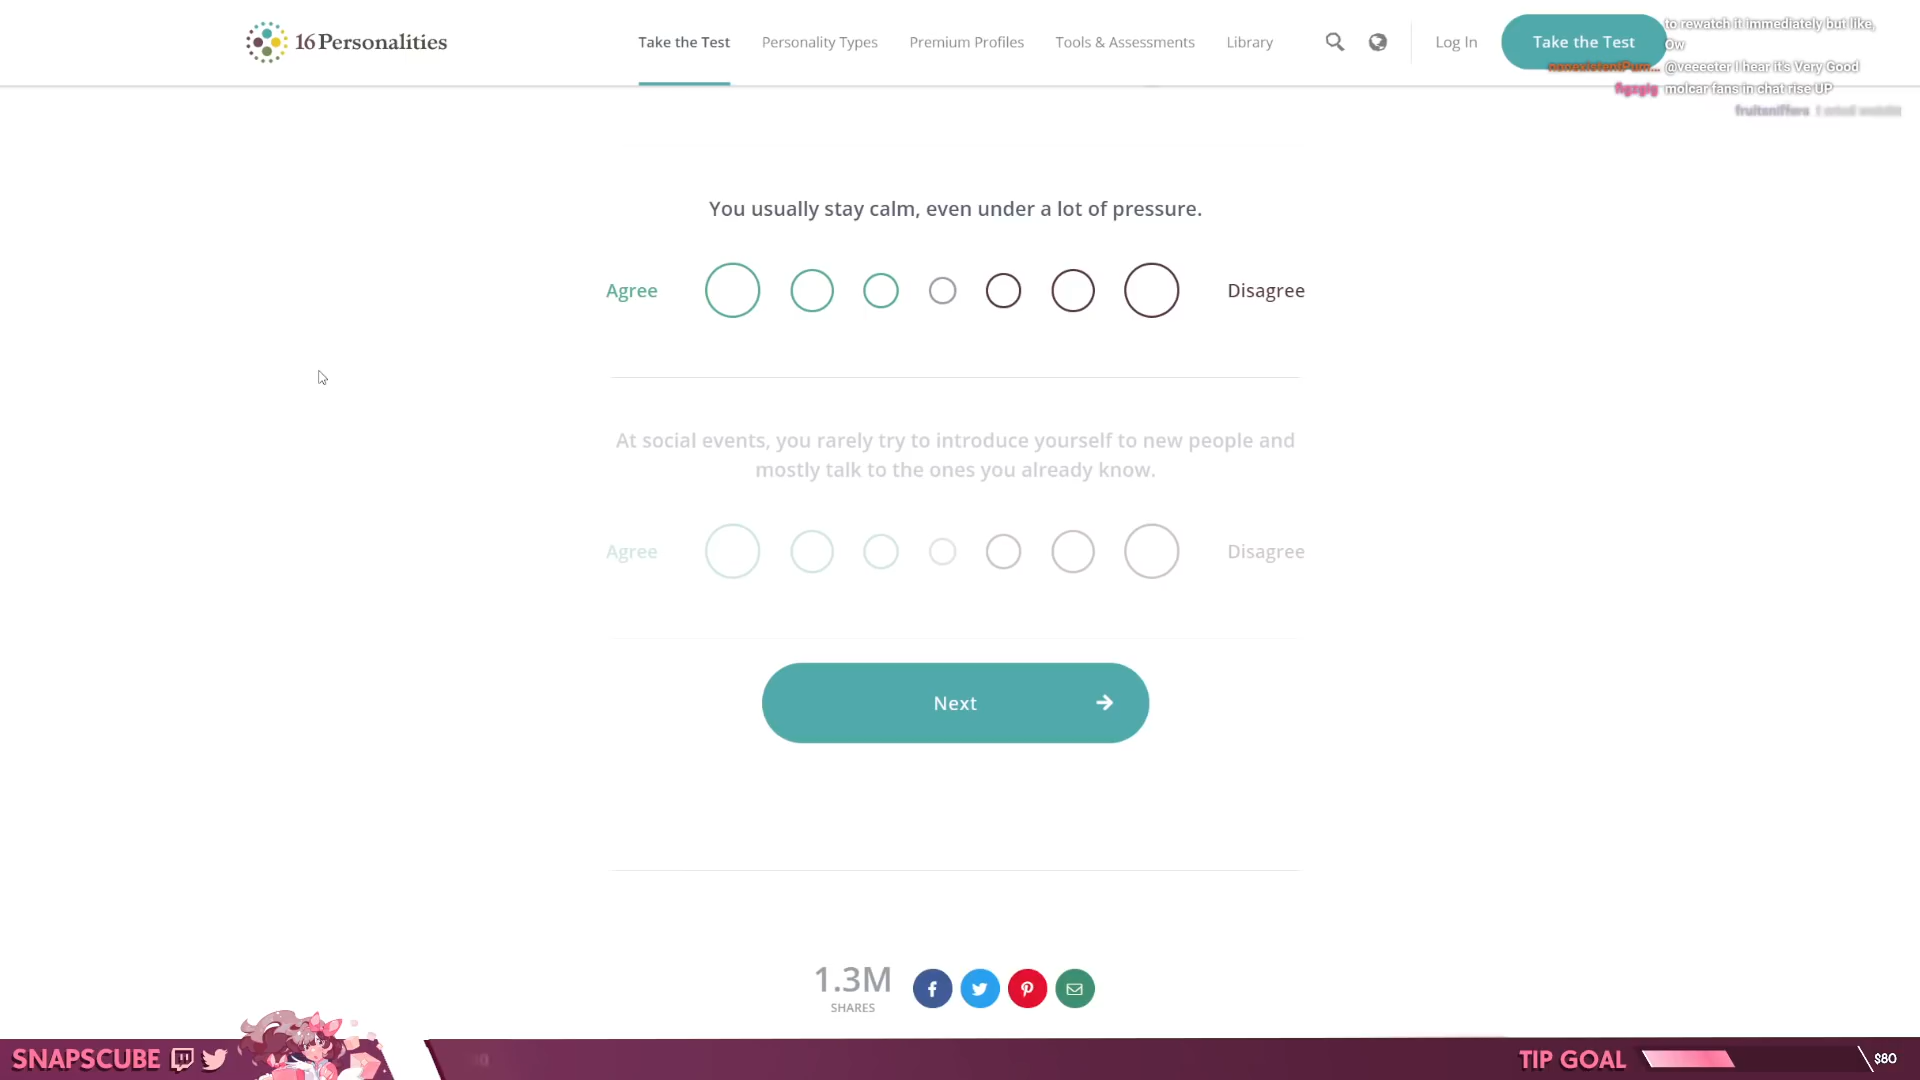 16Personalities
Take the Test
Personality Types
Premium Profiles
Tools & Assessments
Library
Log In
Take the Test
to rewatch it immediately but like,
Ow
@veeeeter I hear it's Very Good
figzgig molcar fans in chat rise UP
You usually stay calm, even under a lot of pressure.
Agree
Disagree
At social events, you rarely try to introduce yourself to new people and
mostly talk to the ones you already know.
Agree
Disagree
Next
1.3M
SHARES
SNAPSCUBE
TIP GOAL
$80